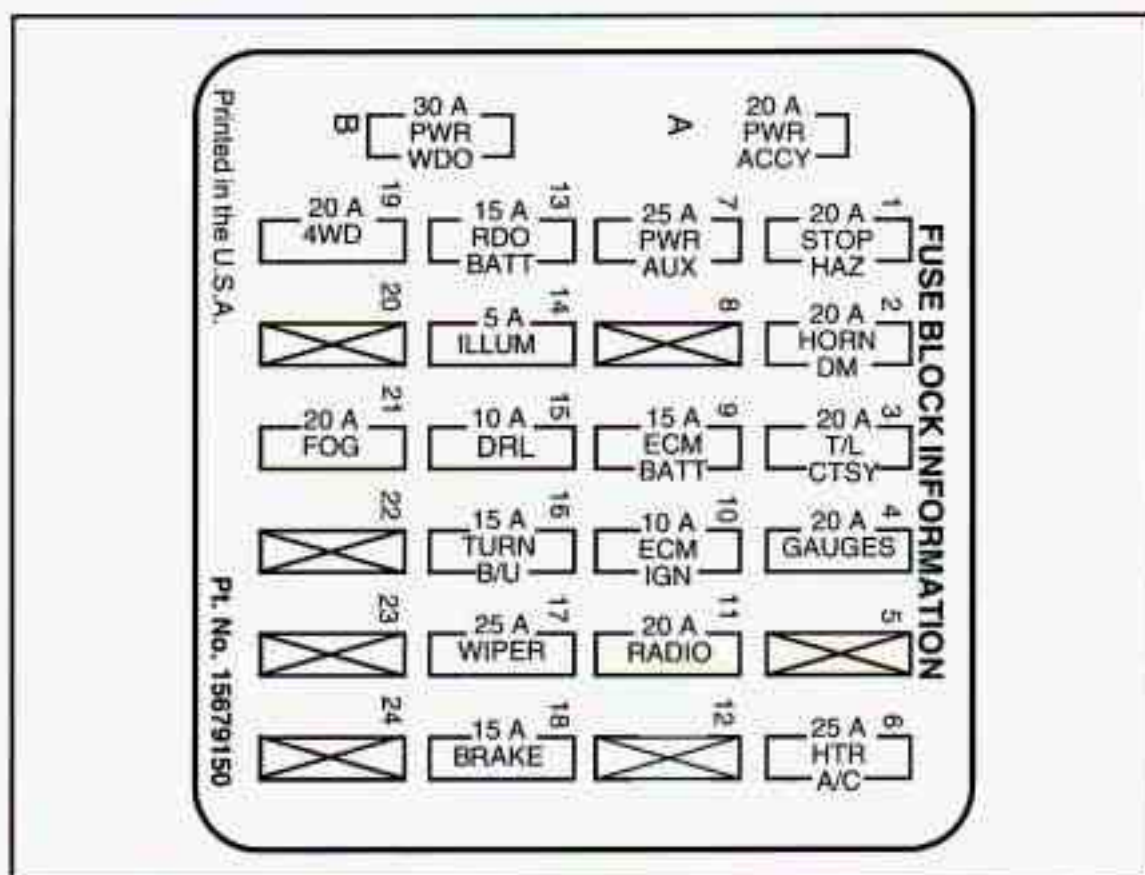 FUSE BLOCK INFORMATION
B
30 A
PWR
WDO
A
20 A
PWR
ACCY
19
20 A
4WD
13
15 A
RDO
BATT
7
25 A
PWR
AUX
1
20 A
STOP
HAZ
20
14
5 A
ILLUM
8
2
20 A
HORN
DM
21
20 A
FOG
15
10 A
DRL
9
15 A
ECM
BATT
3
20 A
T/L
CTSY
22
16
15 A
TURN
B/U
10
10 A
ECM
IGN
4
20 A
GAUGES
23
17
25 A
WIPER
11
20 A
RADIO
5
24
18
15 A
BRAKE
12
6
25 A
HTR
A/C
Printed in the U.S.A.
Pt. No. 15679150